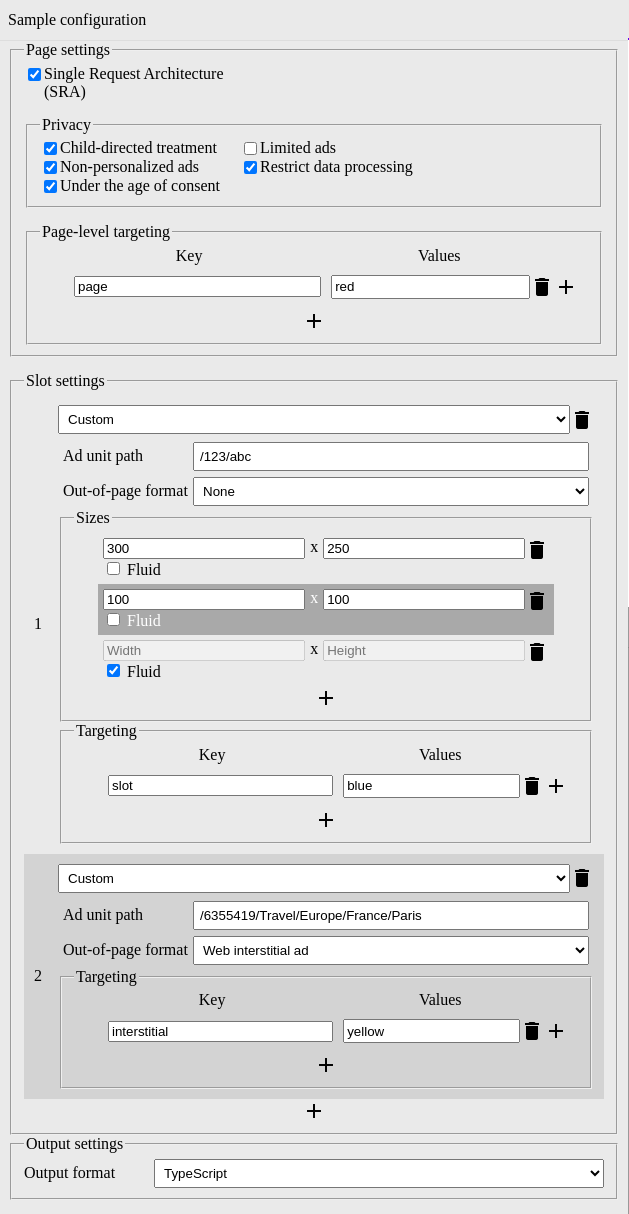 Sample configuration
Page settings
Single Request Architecture
(SRA)
Privacy
Child-directed treatment Limited ads
Non-personalized ads Restrict data processing
Under the age of consent
Page-level targeting
Key Values
page red
Slot settings
Custom
Ad unit path /123/abc
Out-of-page format None
Sizes
300 x 250
Fluid
100 x 100
1
Fluid
Width x Height
Fluid
Targeting
Key Values
slot blue
Custom
Ad unit path /6355419/Travel/Europe/France/Paris
Out-of-page format Web interstitial ad
2
Targeting
Key Values
interstitial yellow
Output settings
Output format TypeScript